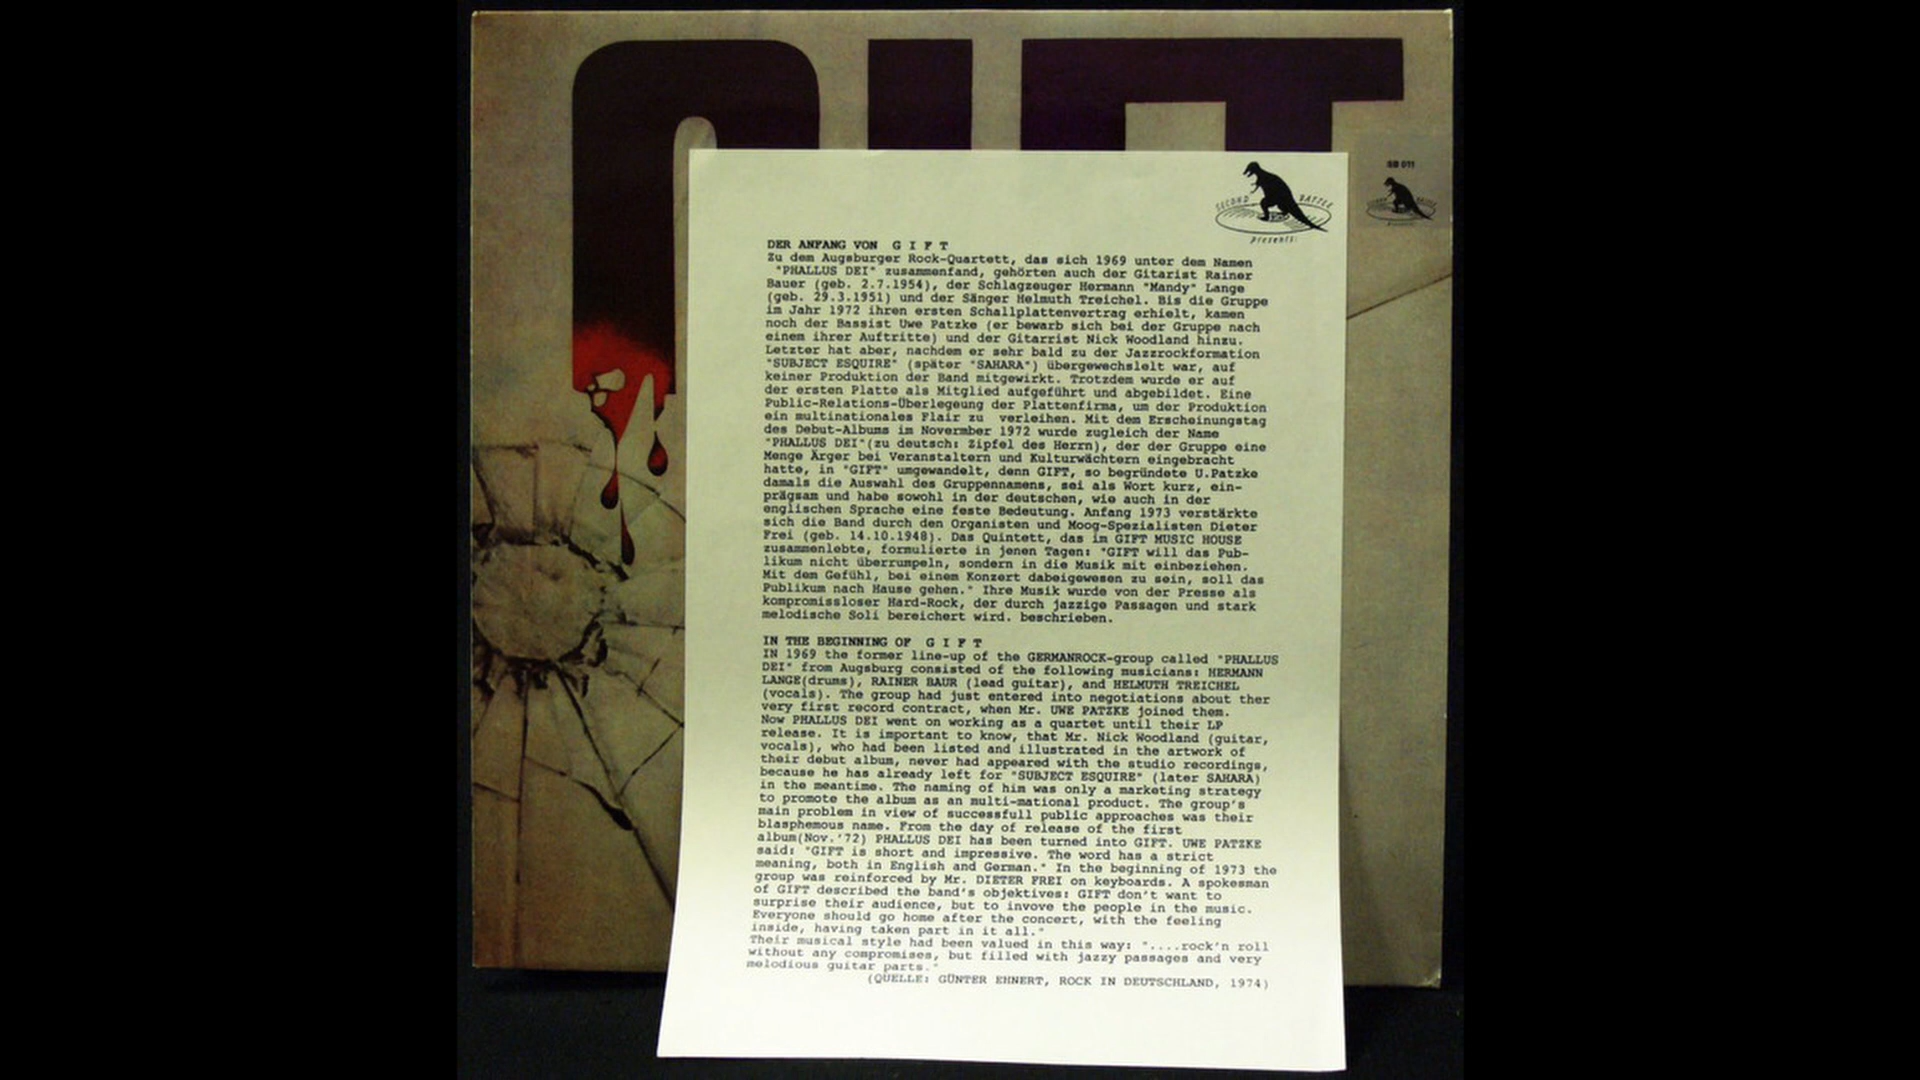 GIFT
SB 011
SECOND BATTLE
presents:
DER ANFANG VON G I F T
Zu dem Augsburger Rock-Quartett, das sich 1969 unter dem Namen
"PHALLUS DEI" zusammenfand, gehörten auch der Gitarist Rainer
Bauer (geb. 2.7.1954), der Schlagzeuger Hermann "Mandy" Lange
(geb. 29.3.1951) und der Sänger Helmuth Treichel. Bis die Gruppe
im Jahr 1972 ihren ersten Schallplattenvertrag erhielt, kamen
noch der Bassist Uwe Patzke (er bewarb sich bei der Gruppe nach
einem ihrer Auftritte) und der Gitarrist Nick Woodland hinzu.
Letzter hat aber, nachdem er sehr bald zu der Jazzrockformation
"SUBJECT ESQUIRE" (später "SAHARA") übergewechslelt war, auf
keiner Produktion der Band mitgewirkt. Trotzdem wurde er auf
der ersten Platte als Mitglied aufgeführt und abgebildet. Eine
Public-Relations-Überlegeung der Plattenfirma, um der Produktion
ein multinationales Flair zu verleihen. Mit dem Erscheinungstag
des Debut-Albums im Novermber 1972 wurde zugleich der Name
"PHALLUS DEI"(zu deutsch: Zipfel des Herrn), der der Gruppe eine
Menge Ärger bei Veranstaltern und Kulturwächtern eingebracht
hatte, in "GIFT" umgewandelt, denn GIFT, so begründete U.Patzke
damals die Auswahl des Gruppennamens, sei als Wort kurz, ein-
prägsam und habe sowohl in der deutschen, wie auch in der
englischen Sprache eine feste Bedeutung. Anfang 1973 verstärkte
sich die Band durch den Organisten und Moog-Spezialisten Dieter
Frei (geb. 14.10.1948). Das Quintett, das im GIFT MUSIC HOUSE
zusammenlebte, formulierte in jenen Tagen: "GIFT will das Pub-
likum nicht überrumpeln, sondern in die Musik mit einbeziehen.
Mit dem Gefühl, bei einem Konzert dabeigewesen zu sein, soll das
Publikum nach Hause gehen." Ihre Musik wurde von der Presse als
kompromissloser Hard-Rock, der durch jazzige Passagen und stark
melodische Soli bereichert wird. beschrieben.
IN THE BEGINNING OF G I F T
IN 1969 the former line-up of the GERMANROCK-group called "PHALLUS
DEI" from Augsburg consisted of the following musicians: HERMANN
LANGE(drums), RAINER BAUR (lead guitar), and HELMUTH TREICHEL
(vocals). The group had just entered into negotiations about ther
very first record contract, when Mr. UWE PATZKE joined them.
Now PHALLUS DEI went on working as a quartet until their LP
release. It is important to know, that Mr. Nick Woodland (guitar,
vocals), who had been listed and illustrated in the artwork of
their debut album, never had appeared with the studio recordings,
because he has already left for "SUBJECT ESQUIRE" (later SAHARA)
in the meantime. The naming of him was only a marketing strategy
to promote the album as an multi-mational product. The group's
main problem in view of successfull public approaches was their
blasphemous name. From the day of release of the first
album(Nov.'72) PHALLUS DEI has been turned into GIFT. UWE PATZKE
said: "GIFT is short and impressive. The word has a strict
meaning, both in English and German." In the beginning of 1973 the
group was reinforced by Mr. DIETER FREI on keyboards. A spokesman
of GIFT described the band's objektives: GIFT don't want to
surprise their audience, but to invove the people in the music.
Everyone should go home after the concert, with the feeling
inside, having taken part in it all."
Their musical style had been valued in this way: "....rock'n roll
without any compromises, but filled with jazzy passages and very
melodious guitar parts."
(QUELLE: GÜNTER EHNERT, ROCK IN DEUTSCHLAND, 1974)